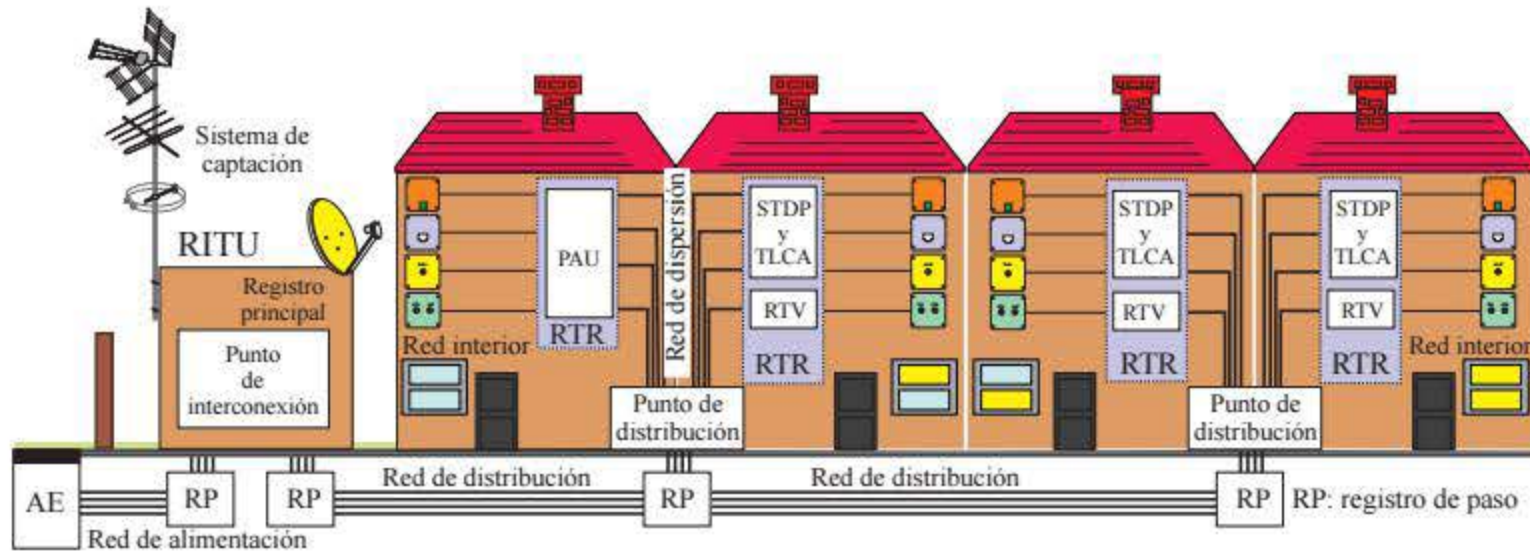 Sistema de
captación
RITU
Registro
principal
Punto
de
interconexión
PAU
RTR
Red interior
Red de dispersión
STDP
y
TLCA
RTV
RTR
STDP
y
TLCA
RTV
RTR
STDP
y
TLCA
RTV
RTR
Red interior
Punto de
distribución
Punto de
distribución
AE
RP
RP
Red de distribución
RP
Red de distribución
RP
RP: registro de paso
Red de alimentación